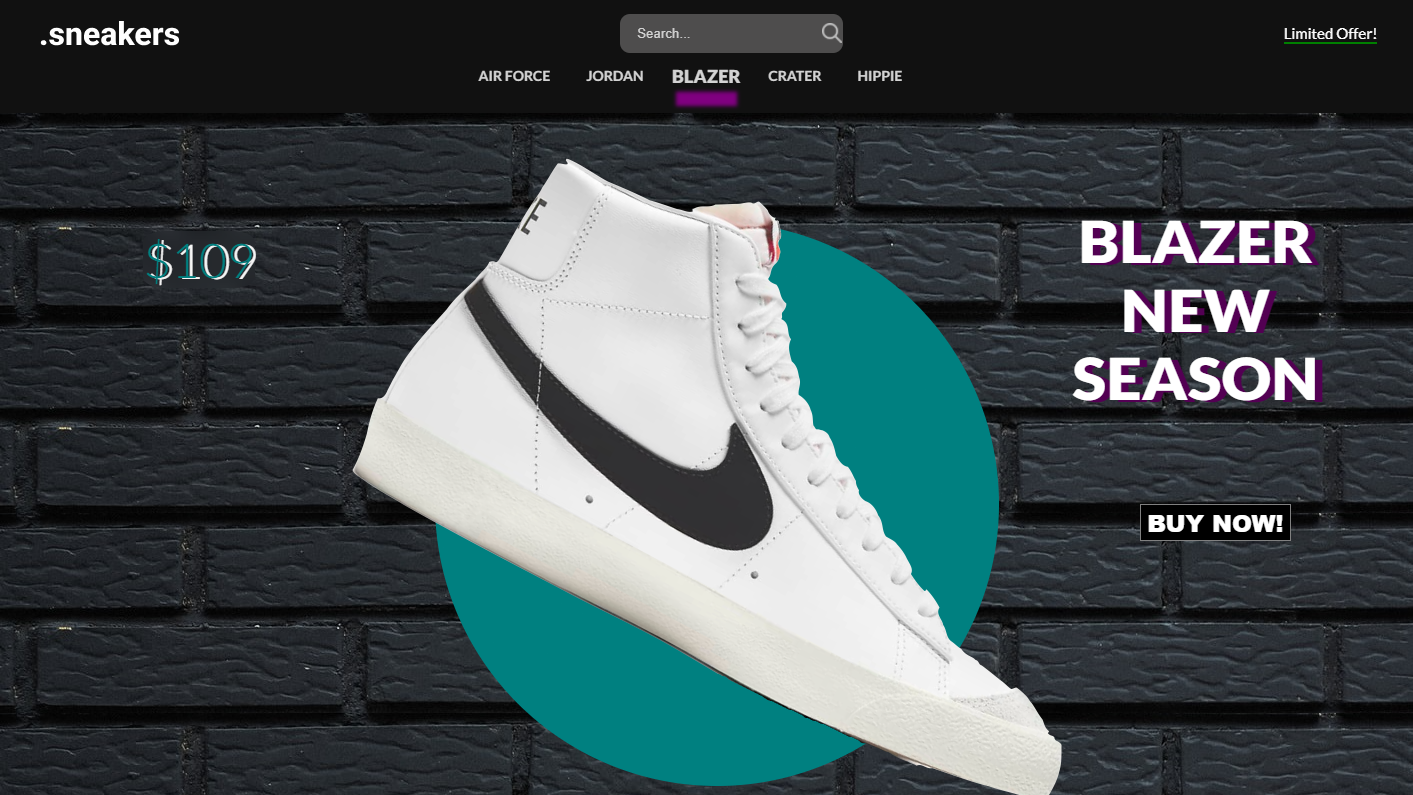 .sneakers
Search...
Limited Offer!
AIR FORCE
JORDAN
BLAZER
CRATER
HIPPIE
$109
BLAZER
NEW
SEASON
BUY NOW!